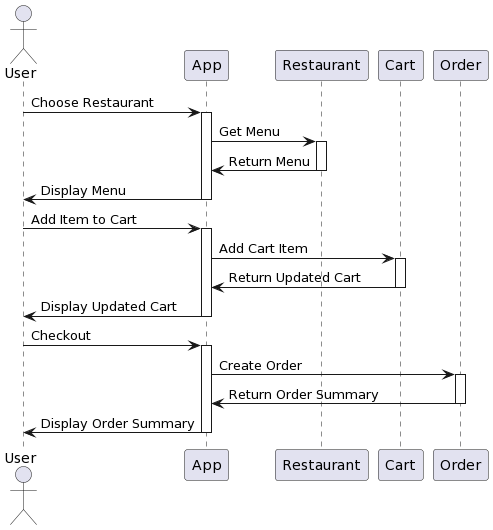 User
App
Restaurant
Cart
Order
Choose Restaurant
Get Menu
Return Menu
Display Menu
Add Item to Cart
Add Cart Item
Return Updated Cart
Display Updated Cart
Checkout
Create Order
Return Order Summary
Display Order Summary
User
App
Restaurant
Cart
Order